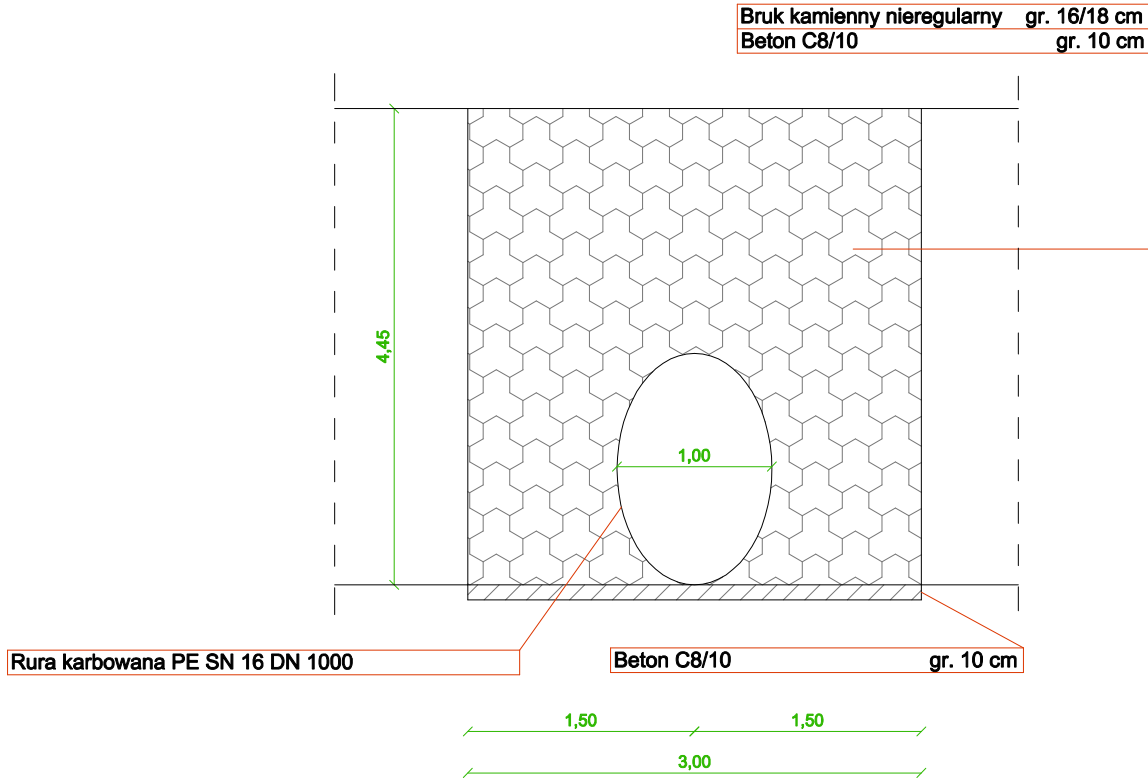 Bruk kamienny nieregularny gr. 16/18 cm
Beton C8/10 gr. 10 cm
4,45
1,00
Rura karbowana PE SN 16 DN 1000
Beton C8/10 gr. 10 cm
1,50 1,50
3,00